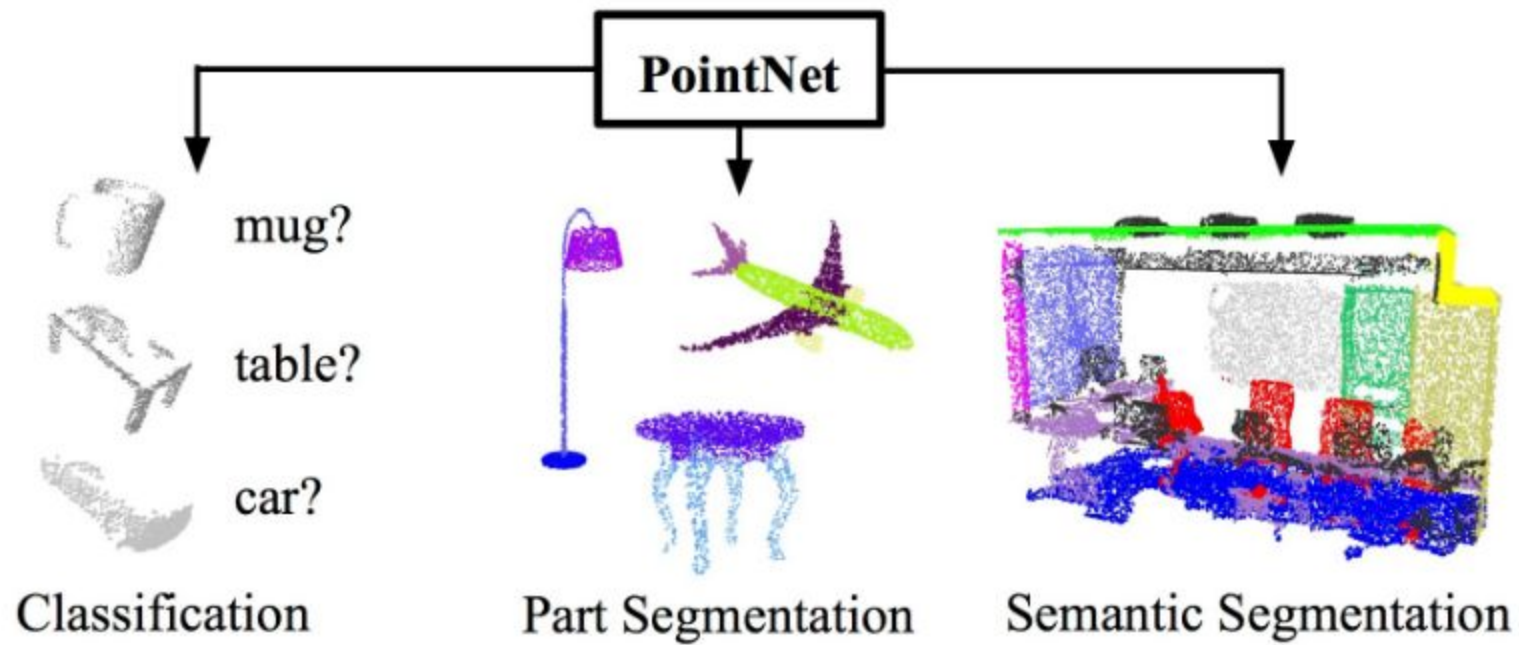 PointNet
mug?
table?
car?
Classification
Part Segmentation
Semantic Segmentation